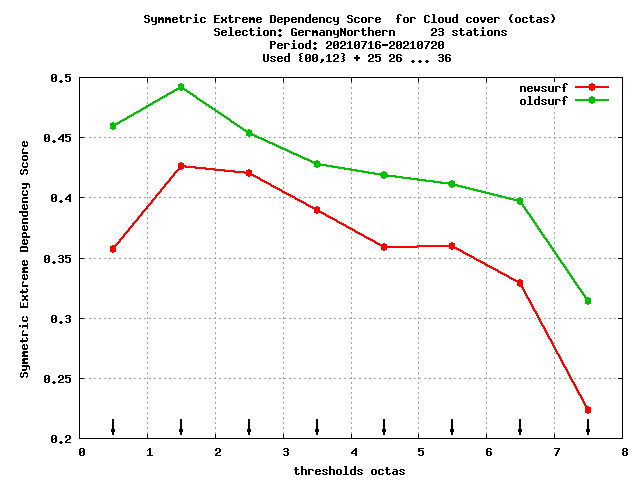 Symmetric Extreme Dependency Score  for Cloud cover (octas)
Selection: GermanyNorthern     23 stations
Period: 20210716-20210720
Used {00,12} + 25 26 ... 36
newsurf
oldsurf
0.5
0.45
0.4
0.35
0.3
0.25
0.2
Symmetric Extreme Dependency Score
0 1 2 3 4 5 6 7 8
thresholds octas